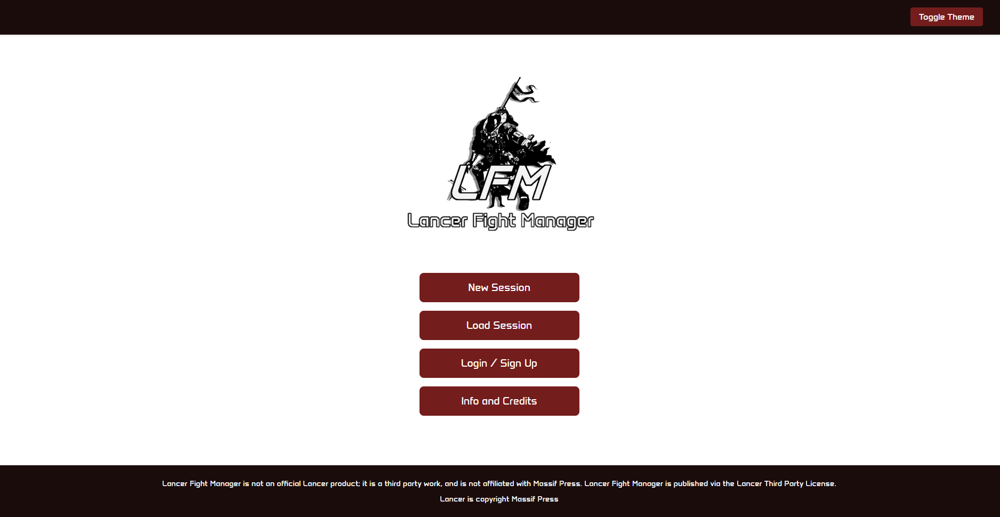 Toggle Theme
LFM
Lancer Fight Manager
New Session
Load Session
Login / Sign Up
Info and Credits
Lancer Fight Manager is not an official Lancer product; it is a third party work, and is not affiliated with Massif Press. Lancer Fight Manager is published via the Lancer Third Party License.
Lancer is copyright Massif Press